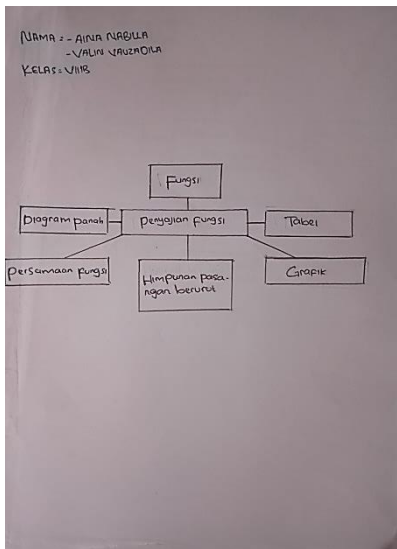 NAMA = - AINA NABILLA
- VALIN VAUZADILA
KELAS = VIIIB
Fungsi
Diagram panah
Penyajian Fungsi
Tabel
Persamaan Fungsi
Himpunan pasa-
ngan berurut
Grafik